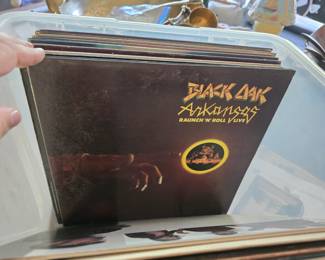 BLACK OAK
Arkansas
RAUNCH 'N' ROLL LIVE